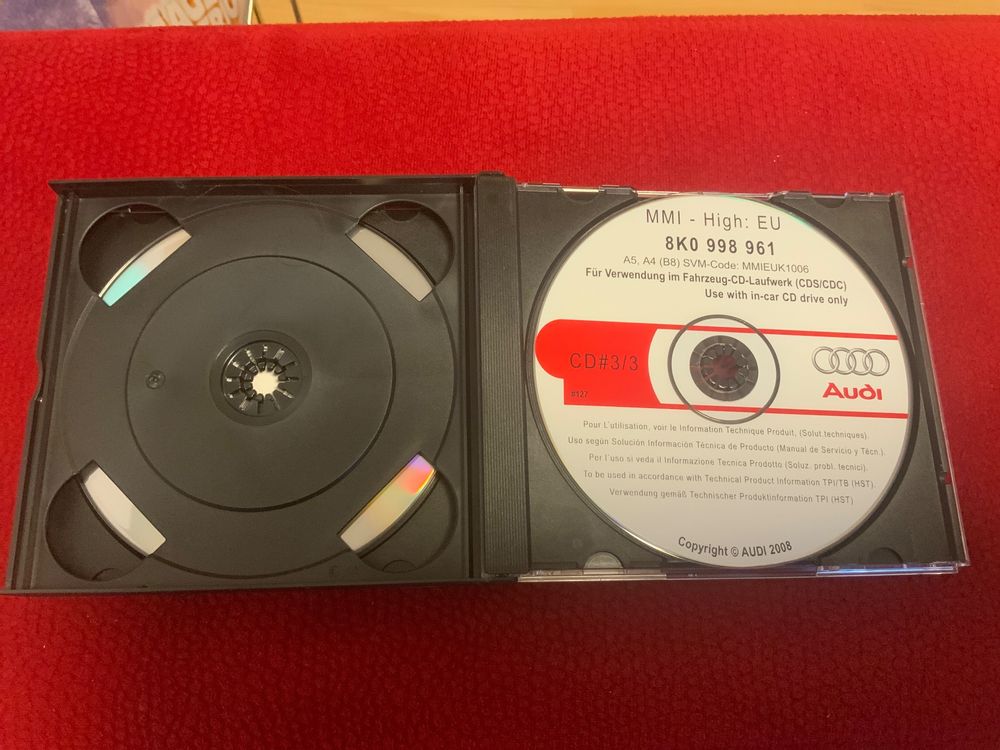 MMI - High: EU
8K0 998 961
A5, A4 (B8) SVM-Code: MMIEUK1006
Für Verwendung im Fahrzeug-CD-Laufwerk (CDS/CDC)
Use with in-car CD drive only
CD#3/3
#127
Audi
Pour L'utilisation, voir le Information Technique Produit, (Solut.techniques).
Uso según Solución Información Técnica de Producto (Manual de Servicio y Técn.).
Per l'uso si veda il Informazione Tecnica Prodotto (Soluz. probl. tecnici).
To be used in accordance with Technical Product Information TPI/TB (HST).
Verwendung gemäß Technischer Produktinformation TPI (HST)
Copyright © AUDI 2008